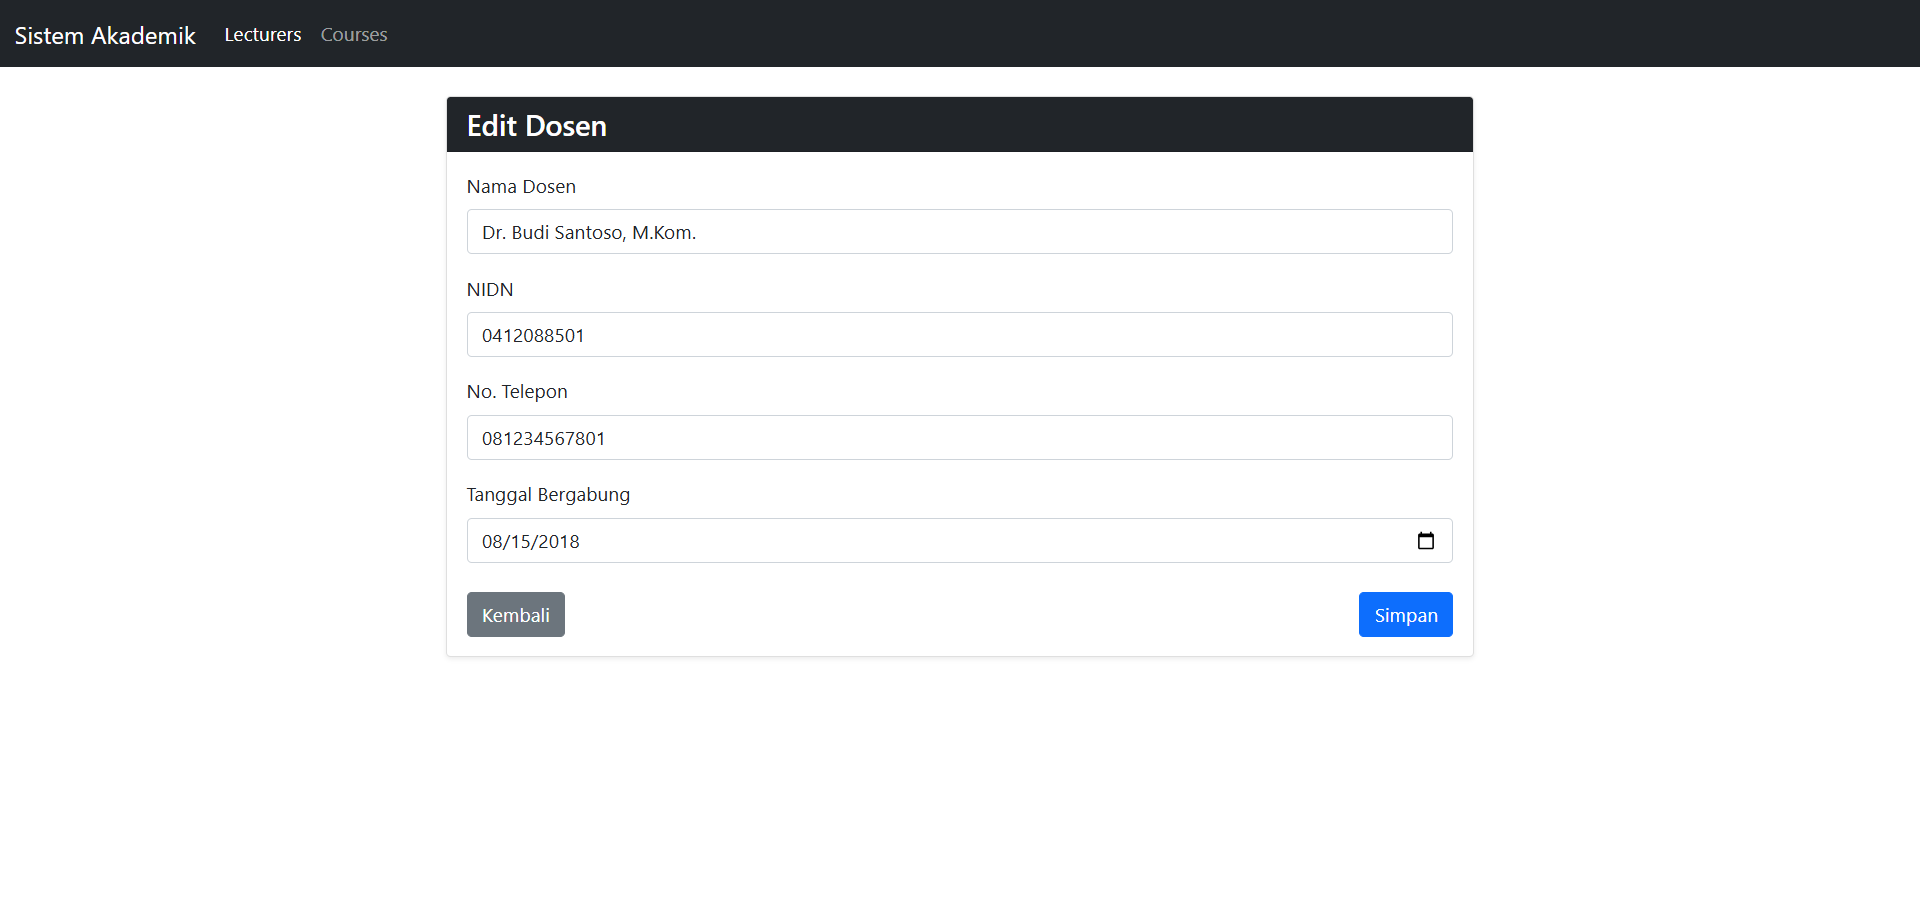 Sistem Akademik Lecturers Courses
Edit Dosen
Nama Dosen
Dr. Budi Santoso, M.Kom.
NIDN
0412088501
No. Telepon
081234567801
Tanggal Bergabung
08/15/2018
Kembali Simpan